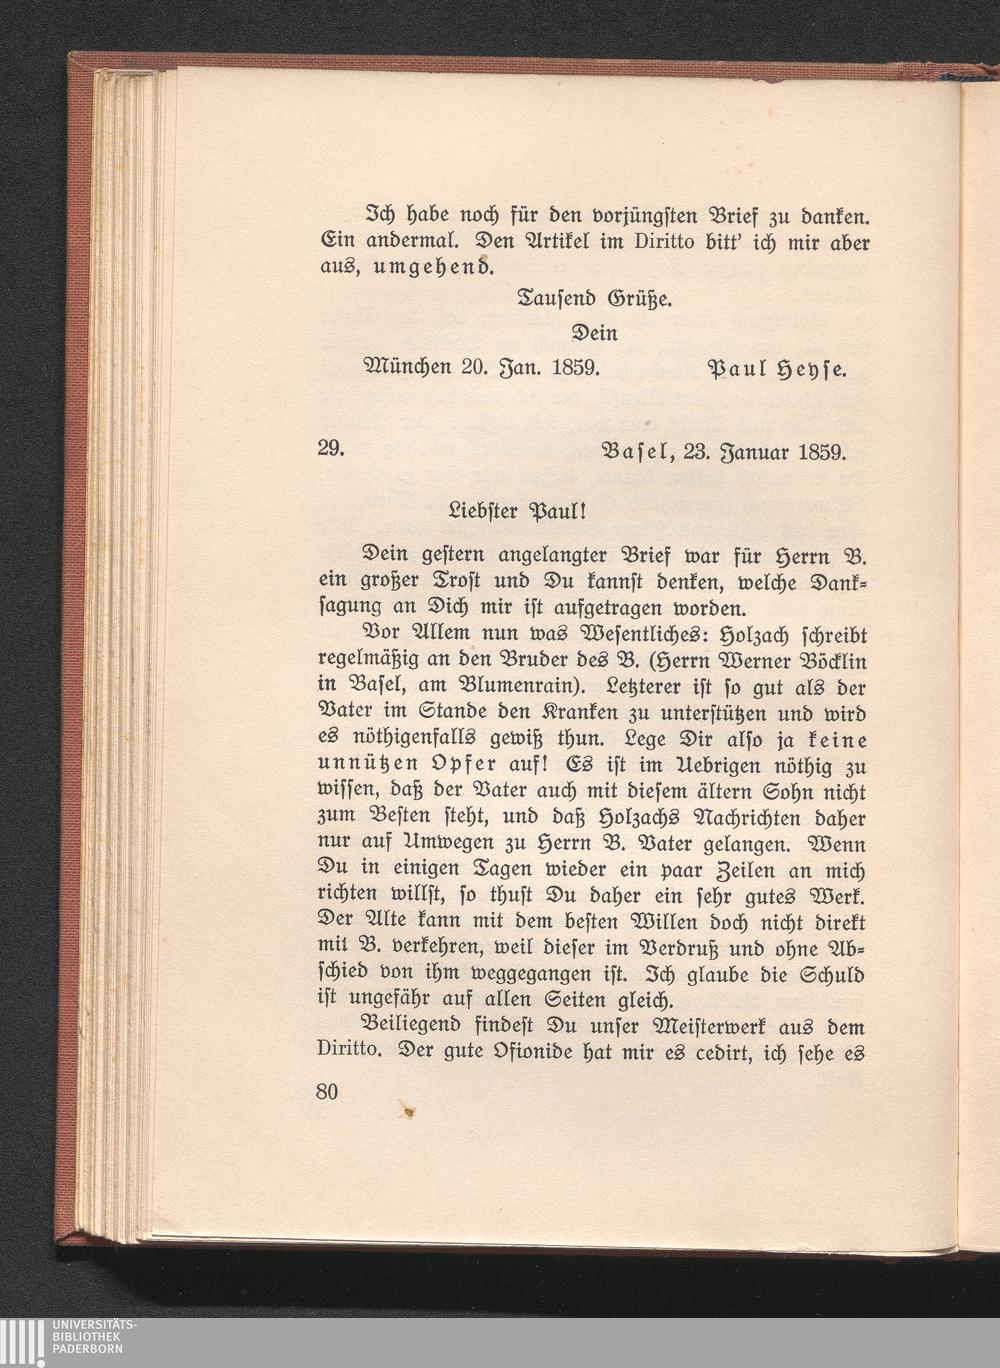 Ich habe noch für den vorjüngsten Brief zu danken.
Ein andermal. Den Artikel im Diritto bitt' ich mir aber
aus, umgehend.
Tausend Grüße.
Dein
München 20. Jan. 1859. Paul Heyse.
29. Basel, 23. Januar 1859.
Liebster Paul!
Dein gestern angelangter Brief war für Herrn B.
ein großer Trost und Du kannst denken, welche Dank-
sagung an Dich mir ist aufgetragen worden.
Vor Allem nun was Wesentliches: Holzach schreibt
regelmäßig an den Bruder des B. (Herrn Werner Böcklin
in Basel, am Blumenrain). Letzterer ist so gut als der
Vater im Stande den Kranken zu unterstützen und wird
es nöthigenfalls gewiß thun. Lege Dir also ja keine
unnützen Opfer auf! Es ist im Uebrigen nöthig zu
wissen, daß der Vater auch mit diesem ältern Sohn nicht
zum Besten steht, und daß Holzachs Nachrichten daher
nur auf Umwegen zu Herrn B. Vater gelangen. Wenn
Du in einigen Tagen wieder ein paar Zeilen an mich
richten willst, so thust Du daher ein sehr gutes Werk.
Der Alte kann mit dem besten Willen doch nicht direkt
mit B. verkehren, weil dieser im Verdruß und ohne Ab-
schied von ihm weggegangen ist. Ich glaube die Schuld
ist ungefähr auf allen Seiten gleich.
Beiliegend findest Du unser Meisterwerk aus dem
Diritto. Der gute Ofionide hat mir es cedirt, ich sehe es
80
UNIVERSITÄTS-
BIBLIOTHEK
PADERBORN